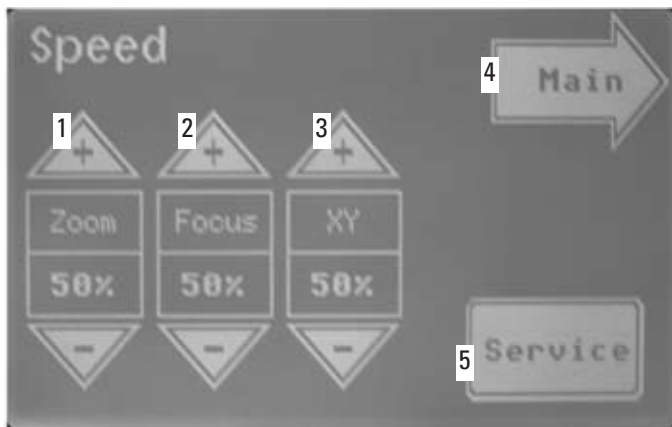 Speed
4 Main
1 2 3
+ + +
Zoom Focus XY
50% 50% 50%
- - -
5 Service